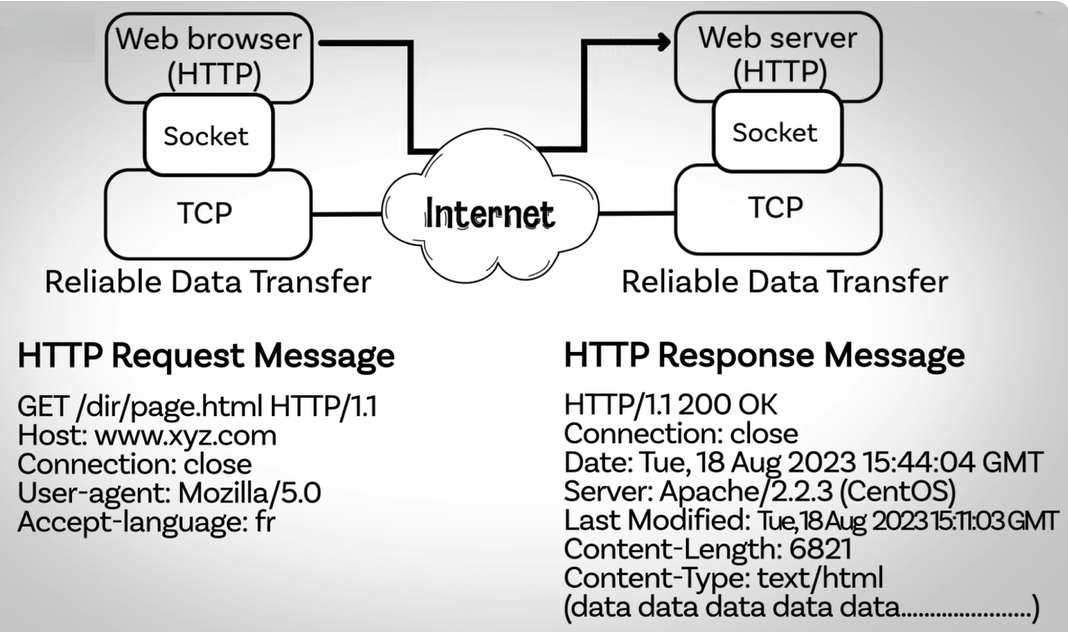 Web browser
(HTTP)
Socket
TCP
Reliable Data Transfer
Internet
Web server
(HTTP)
Socket
TCP
Reliable Data Transfer
HTTP Request Message
GET /dir/page.html HTTP/1.1
Host: www.xyz.com
Connection: close
User-agent: Mozilla/5.0
Accept-language: fr
HTTP Response Message
HTTP/1.1 200 OK
Connection: close
Date: Tue, 18 Aug 2023 15:44:04 GMT
Server: Apache/2.2.3 (CentOS)
Last Modified: Tue, 18 Aug 2023 15:11:03 GMT
Content-Length: 6821
Content-Type: text/html
(data data data data data.......................)